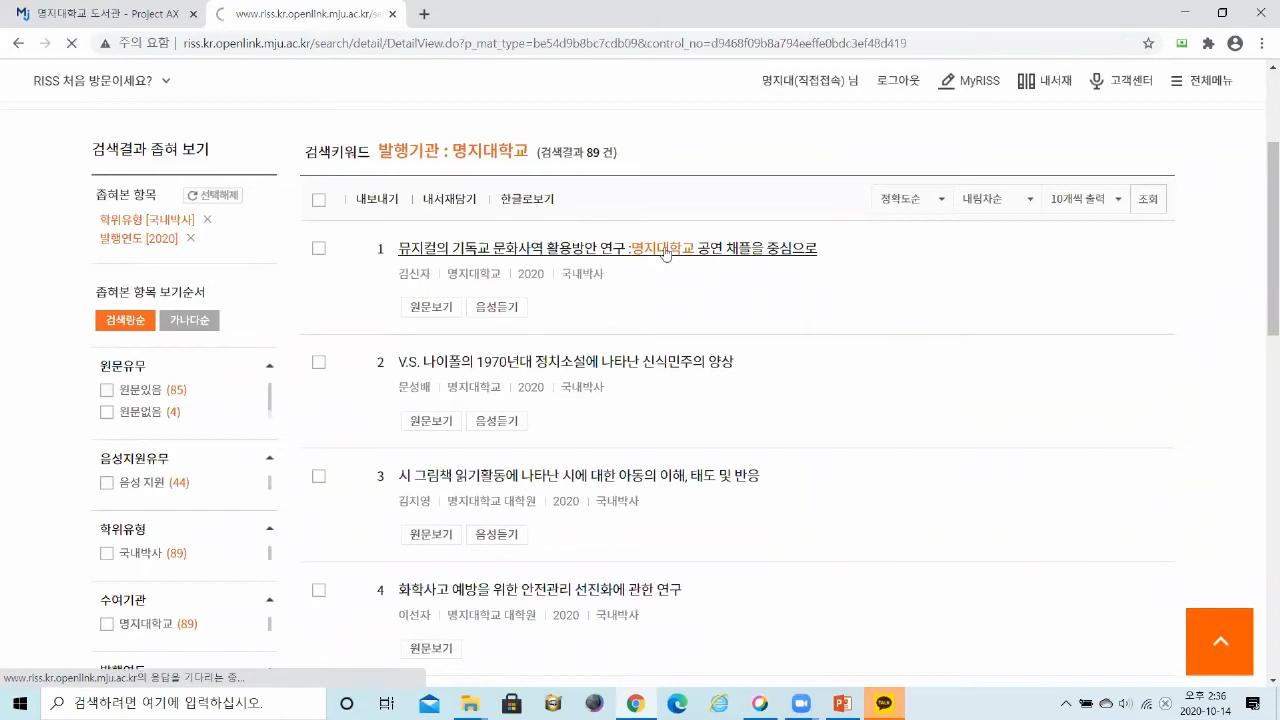 명지대학교 도서관 - Project AX
www.riss.kr.openlink.mju.ac.kr/se
주의 요함 | riss.kr.openlink.mju.ac.kr/search/detail/DetailView.do?p_mat_type=be54d9b8bc7cdb09&control_no=d9468f09b8a794eeffe0bdc3ef48d419
RISS 처음 방문이세요?
명지대(직접접속) 님 로그아웃 MyRISS 내서재 고객센터 전체메뉴
검색결과 좁혀 보기
좁혀본 항목 선택해제
학위유형 [국내박사]
발행연도 [2020]
좁혀본 항목 보기순서
검색량순 가나다순
원문유무
원문있음 (85)
원문없음 (4)
음성지원유무
음성 지원 (44)
학위유형
국내박사 (89)
수여기관
명지대학교 (89)
발행연도
검색키워드 발행기관 : 명지대학교 (검색결과 89 건)
내보내기 내서재담기 한글로보기 정확도순 내림차순 10개씩 출력 조회
1 뮤지컬의 기독교 문화사역 활용방안 연구 :명지대학교 공연 채플을 중심으로
김신자 명지대학교 2020 국내박사
원문보기 음성듣기
2 V.S. 나이폴의 1970년대 정치소설에 나타난 신식민주의 양상
문성배 명지대학교 2020 국내박사
원문보기 음성듣기
3 시 그림책 읽기활동에 나타난 시에 대한 아동의 이해, 태도 및 반응
김지영 명지대학교 대학원 2020 국내박사
원문보기 음성듣기
4 화학사고 예방을 위한 안전관리 선진화에 관한 연구
이선자 명지대학교 대학원 2020 국내박사
원문보기
www.riss.kr.openlink.mju.ac.kr의 응답을 기다리는 중...
검색하려면 여기에 입력하십시오.
TALK
오후 2:36
2020-10-14